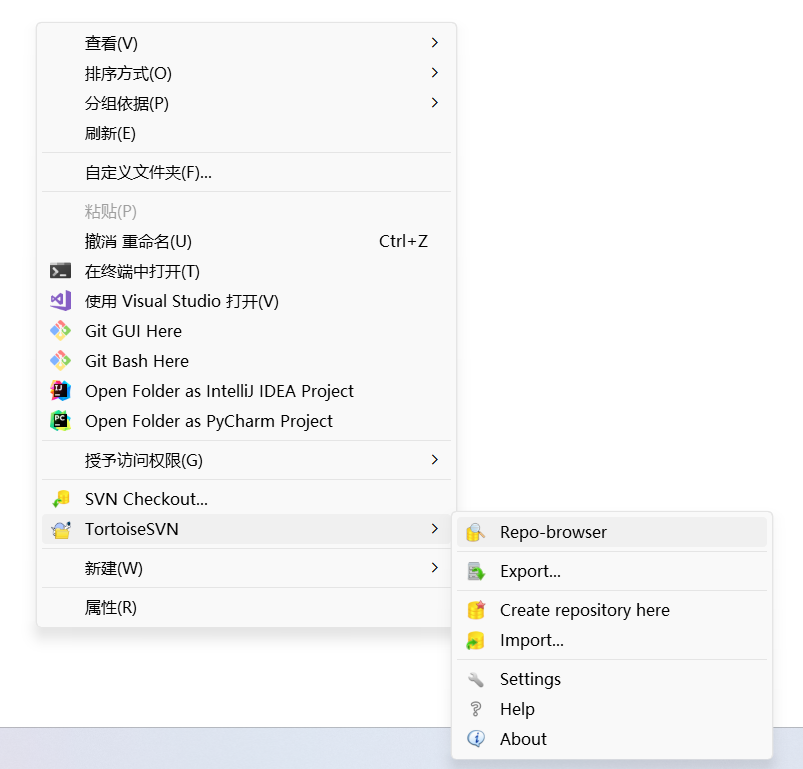 查看(V)
排序方式(O)
分组依据(P)
刷新(E)
自定义文件夹(F)...
粘贴(P)
撤消 重命名(U) Ctrl+Z
在终端中打开(T)
使用 Visual Studio 打开(V)
Git GUI Here
Git Bash Here
Open Folder as IntelliJ IDEA Project
Open Folder as PyCharm Project
授予访问权限(G)
SVN Checkout...
TortoiseSVN
新建(W)
属性(R)
Repo-browser
Export...
Create repository here
Import...
Settings
Help
About